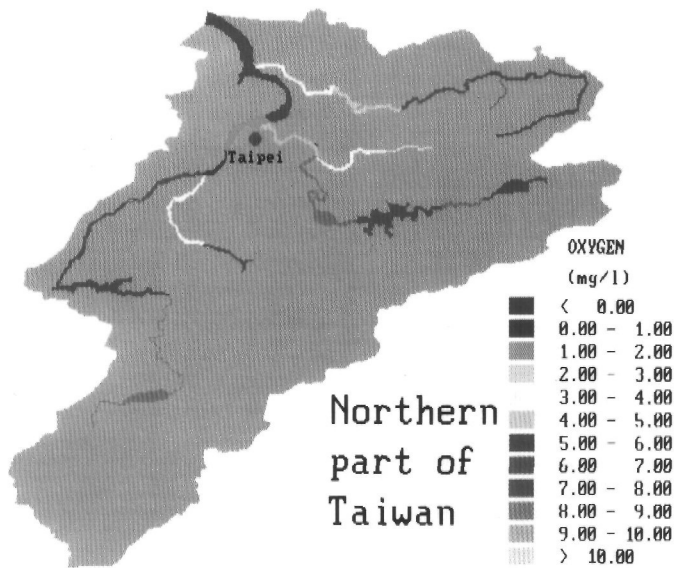 Taipei
OXYGEN
(mg/l)
< 0.00
0.00 - 1.00
1.00 - 2.00
2.00 - 3.00
3.00 - 4.00
4.00 - 5.00
5.00 - 6.00
6.00 7.00
7.00 - 8.00
8.00 - 9.00
9.00 - 10.00
> 10.00
Northern
part of
Taiwan